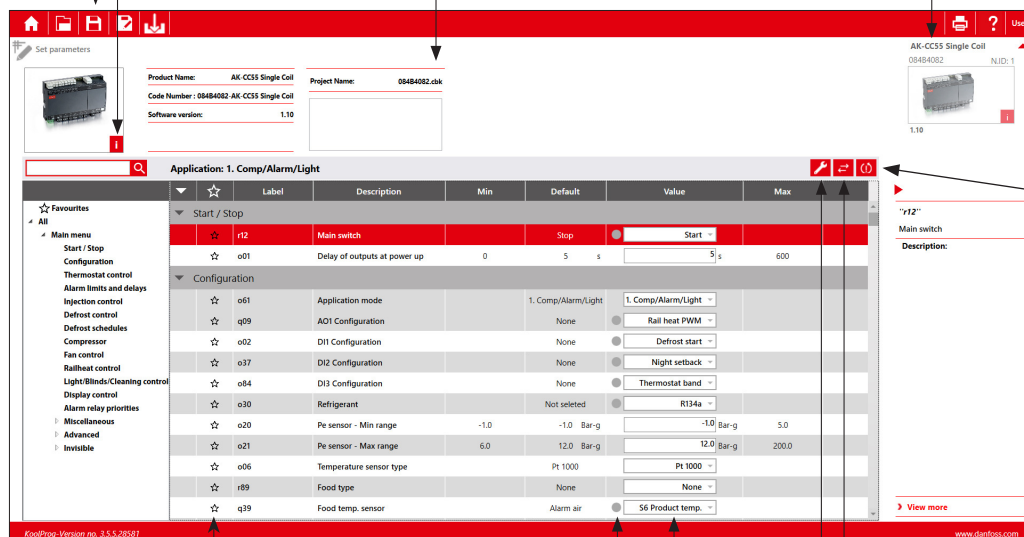 Use
Set parameters
Product Name: AK-CC55 Single Coil
Code Number : 084B4082-AK-CC55 Single Coil
Software version: 1.10
Project Name: 084B4082.cbk
AK-CC55 Single Coil
084B4082 N.JD: 1
i
i
1.10
Application: 1. Comp/Alarm/Light
Label Description Min Default Value Max
Favourites
All
Main menu
Start / Stop
Configuration
Thermostat control
Alarm limits and delays
Injection control
Defrost control
Defrost schedules
Compressor
Fan control
Railheat control
Light/Blinds/Cleaning control
Display control
Alarm relay priorities
Miscellaneous
Advanced
Invisible
Start / Stop
r12 Main switch Stop Start
o01 Delay of outputs at power up 0 5 s 5 s 600
Configuration
o61 Application mode 1. Comp/Alarm/Light 1. Comp/Alarm/Light
q09 AO1 Configuration None Rail heat PWM
o02 DI1 Configuration None Defrost start
o37 DI2 Configuration None Night setback
o84 DI3 Configuration None Thermostat band
o30 Refrigerant Not seleted R134a
o20 Pe sensor - Min range -1.0 -1.0 Bar-g -1.0 Bar-g 5.0
o21 Pe sensor - Max range 6.0 12.0 Bar-g 12.0 Bar-g 200.0
o06 Temperature sensor type Pt 1000 Pt 1000
r89 Food type None None
q39 Food temp. sensor Alarm air S6 Product temp.
"r12"
Main switch
Description:
View more
KoolProg-Version no. 3.5.5.28581
www.danfoss.com